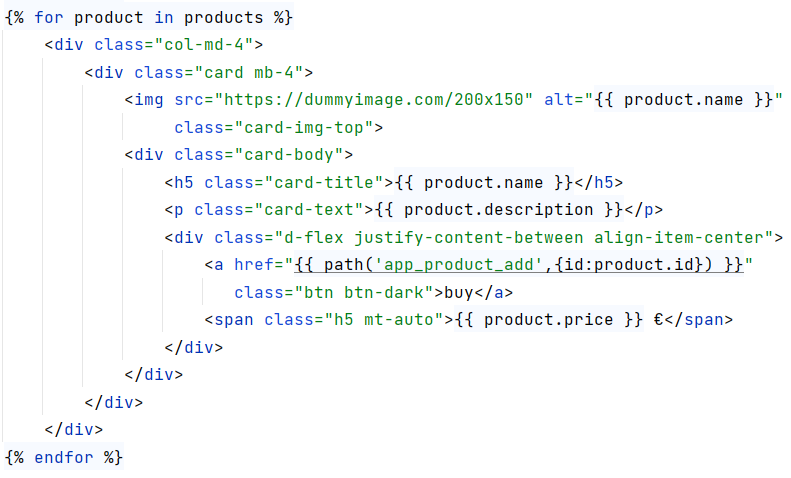 {% for product in products %}
<div class="col-md-4">
<div class="card mb-4">
<img src="https://dummyimage.com/200x150" alt="{{ product.name }}"
class="card-img-top">
<div class="card-body">
<h5 class="card-title">{{ product.name }}</h5>
<p class="card-text">{{ product.description }}</p>
<div class="d-flex justify-content-between align-item-center">
<a href="{{ path('app_product_add',{id:product.id}) }}"
class="btn btn-dark">buy</a>
<span class="h5 mt-auto">{{ product.price }} €</span>
</div>
</div>
</div>
</div>
{% endfor %}